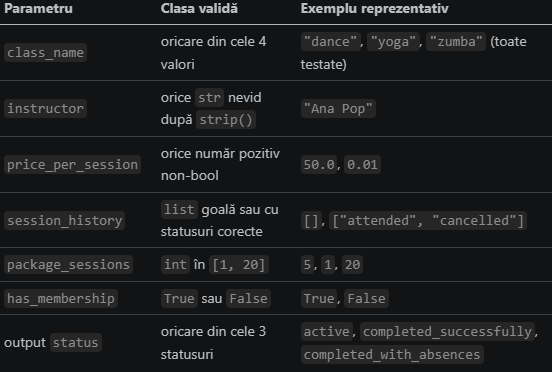 Parametru Clasa validă Exemplu reprezentativ
class_name oricare din cele 4 valori "dance", "yoga", "zumba" (toate testate)
instructor orice str nevid după strip() "Ana Pop"
price_per_session orice număr pozitiv non-bool 50.0, 0.01
session_history list goală sau cu statusuri corecte [], ["attended", "cancelled"]
package_sessions int în [1, 20] 5, 1, 20
has_membership True sau False True, False
output status oricare din cele 3 statusuri active, completed_successfully, completed_with_absences